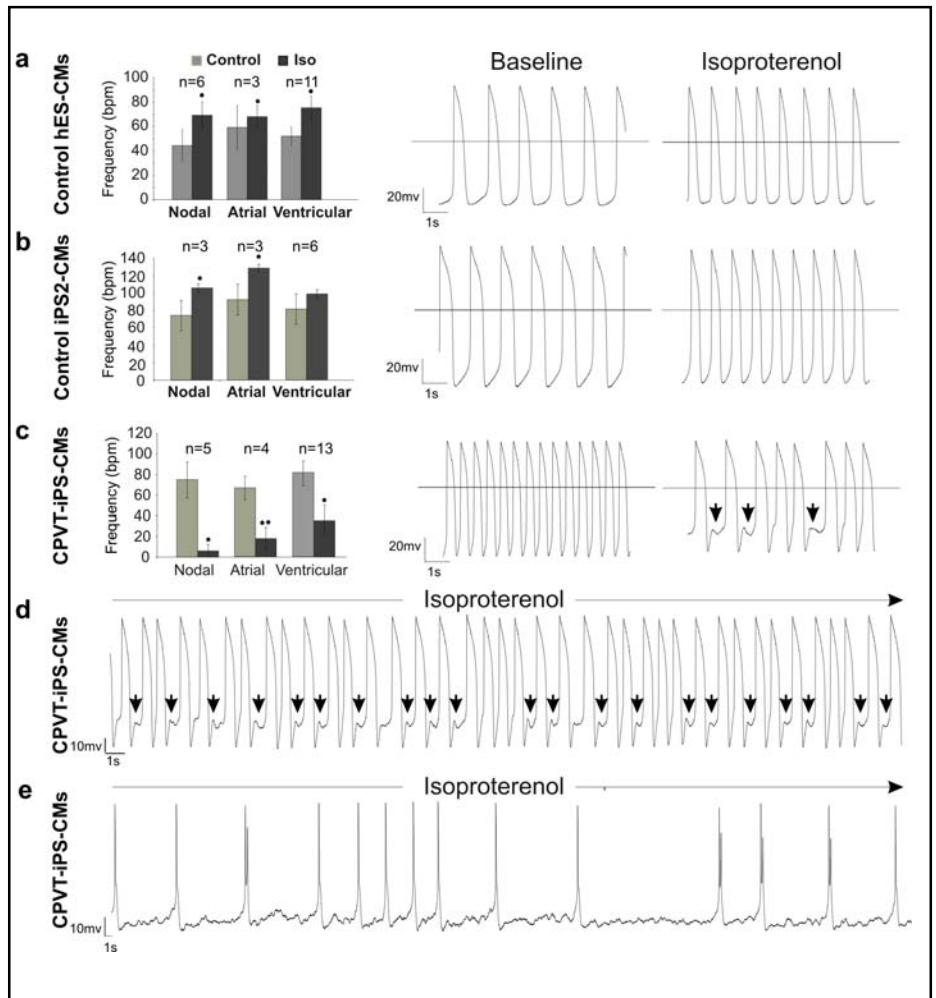 a
Control hES-CMs
Control Iso
n=6 n=3 n=11
Frequency (bpm)
100
80
60
40
20
0
Nodal Atrial Ventricular
Baseline
Isoproterenol
20mv
1s
b
Control iPS2-CMs
n=3 n=3 n=6
Frequency (bpm)
140
120
100
80
60
40
20
0
Nodal Atrial Ventricular
20mv
1s
c
CPVT-iPS-CMs
n=5 n=4 n=13
Frequency (bpm)
120
100
80
60
40
20
0
Nodal Atrial Ventricular
20mv
1s
d
CPVT-iPS-CMs
Isoproterenol
10mv
1s
e
CPVT-iPS-CMs
Isoproterenol
10mv
1s